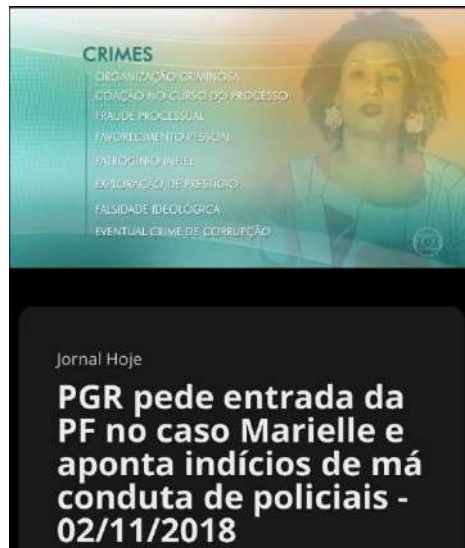 CRIMES
ORGANIZAÇÃO CRIMINOSA
COAÇÃO NO CURSO DO PROCESSO
FRAUDE PROCESSUAL
FAVORECIMENTO PESSOAL
PATROCÍNIO INFIEL
EXPLORAÇÃO DE PRESTÍGIO
FALSIDADE IDEOLÓGICA
EVENTUAL CRIME DE CORRUPÇÃO
Jornal Hoje
PGR pede entrada da
PF no caso Marielle e
aponta indícios de má
conduta de policiais -
02/11/2018